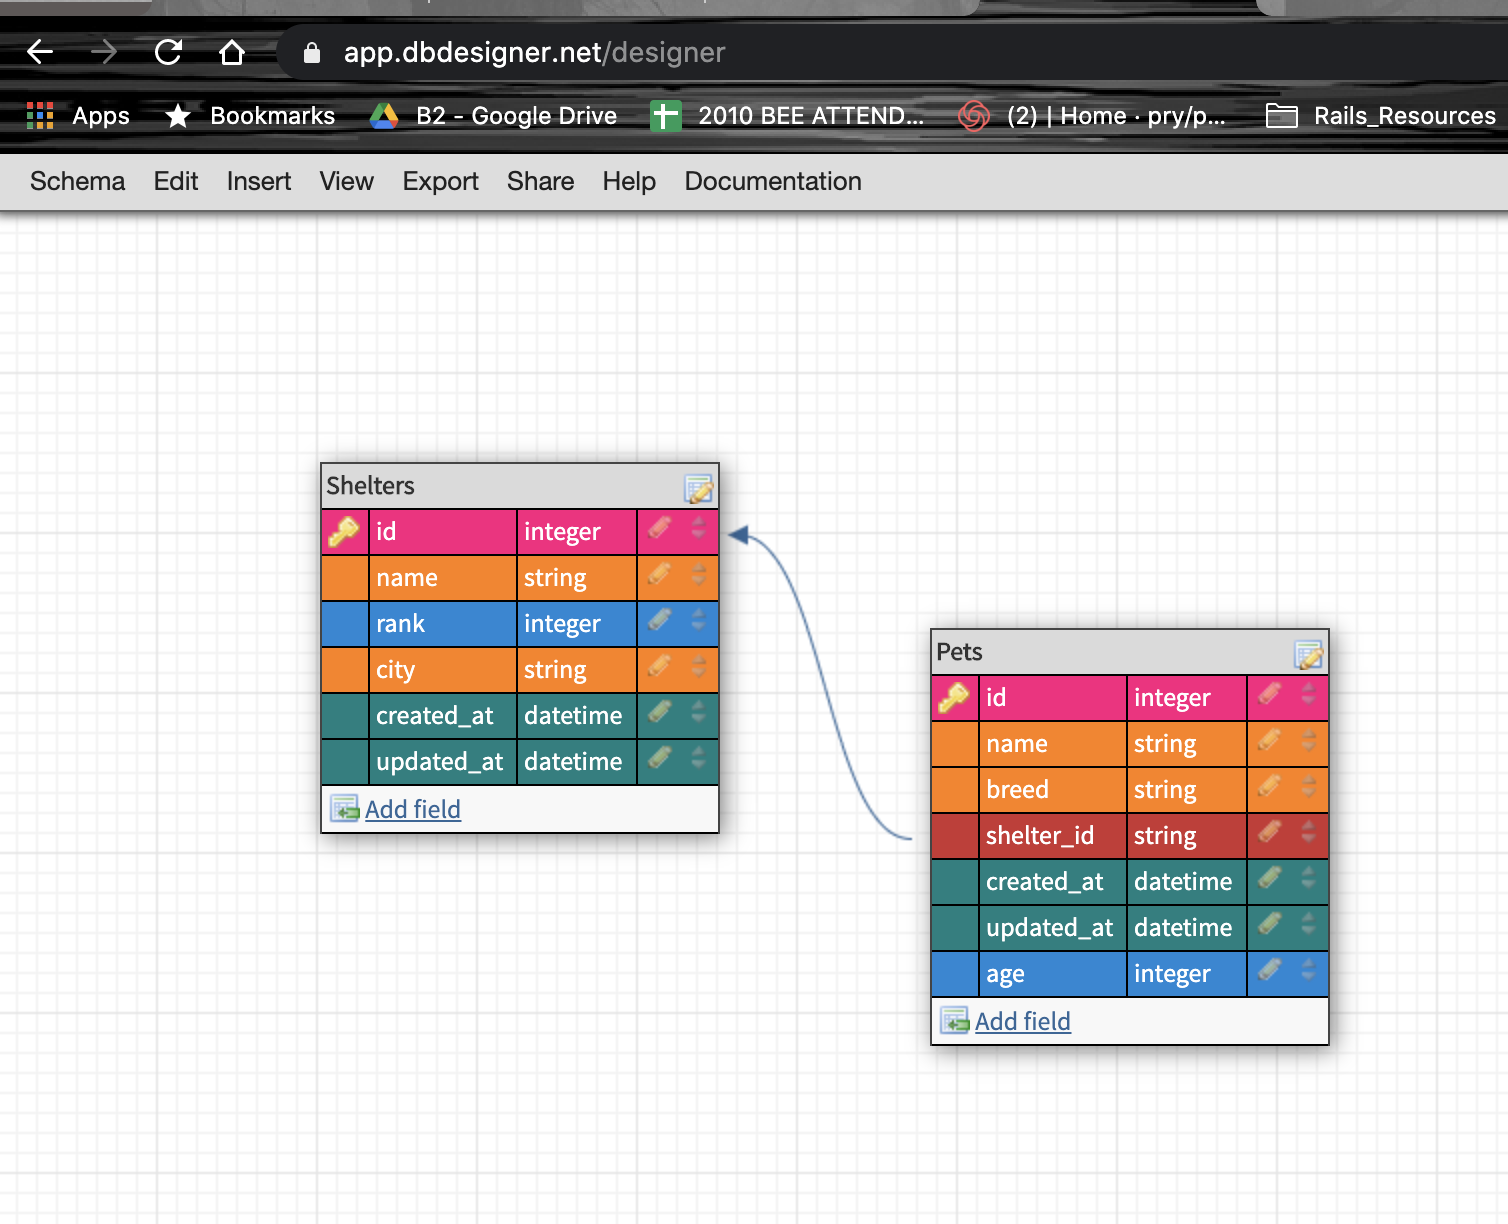 app.dbdesigner.net/designer
Apps Bookmarks B2 - Google Drive 2010 BEE ATTEND... (2) | Home · pry/p... Rails_Resources
Schema Edit Insert View Export Share Help Documentation
Shelters
id integer
name string
rank integer
city string
created_at datetime
updated_at datetime
Add field
Pets
id integer
name string
breed string
shelter_id string
created_at datetime
updated_at datetime
age integer
Add field